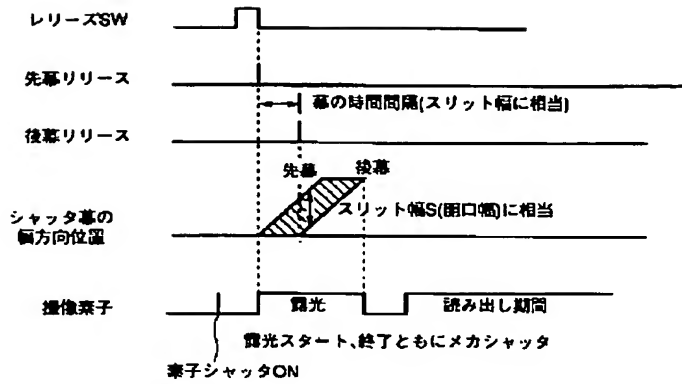 レリーズSW
先幕リリース
幕の時間間隔(スリット幅に相当)
後幕リリース
先幕
後幕
シャッタ幕の
幅方向位置
スリット幅S(開口幅)に相当
撮像素子
露光
読み出し期間
露光スタート、終了ともにメカシャッタ
素子シャッタON